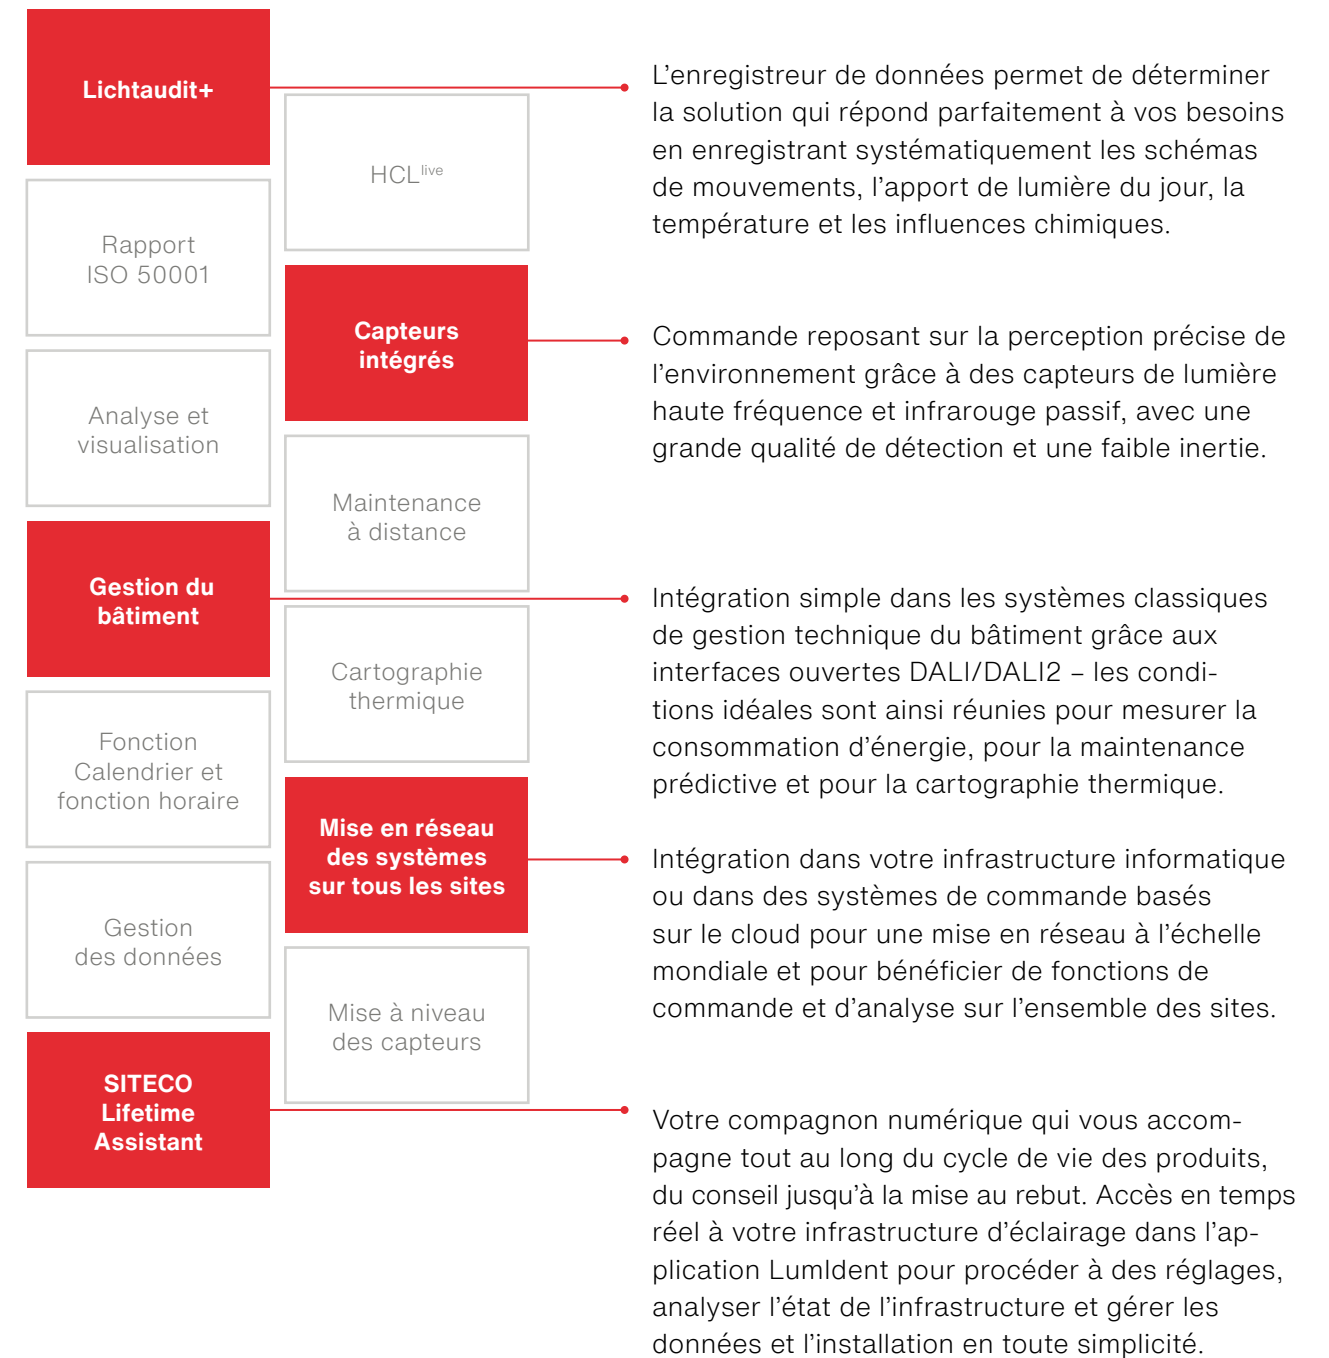 Lichtaudit+
L’enregistreur de données permet de déterminer
la solution qui répond parfaitement à vos besoins
en enregistrant systématiquement les schémas
de mouvements, l’apport de lumière du jour, la
température et les influences chimiques.
HCLlive
Rapport
ISO 50001
Capteurs
intégrés
Commande reposant sur la perception précise de
l’environnement grâce à des capteurs de lumière
haute fréquence et infrarouge passif, avec une
grande qualité de détection et une faible inertie.
Analyse et
visualisation
Maintenance
à distance
Gestion du
bâtiment
Intégration simple dans les systèmes classiques
de gestion technique du bâtiment grâce aux
interfaces ouvertes DALI/DALI2 – les condi-
tions idéales sont ainsi réunies pour mesurer la
consommation d’énergie, pour la maintenance
prédictive et pour la cartographie thermique.
Cartographie
thermique
Fonction
Calendrier et
fonction horaire
Mise en réseau
des systèmes
sur tous les sites
Intégration dans votre infrastructure informatique
ou dans des systèmes de commande basés
sur le cloud pour une mise en réseau à l’échelle
mondiale et pour bénéficier de fonctions de
commande et d’analyse sur l’ensemble des sites.
Gestion
des données
Mise à niveau
des capteurs
SITECO
Lifetime
Assistant
Votre compagnon numérique qui vous accom-
pagne tout au long du cycle de vie des produits,
du conseil jusqu’à la mise au rebut. Accès en temps
réel à votre infrastructure d’éclairage dans l’ap-
plication LumIdent pour procéder à des réglages,
analyser l’état de l’infrastructure et gérer les
données et l’installation en toute simplicité.